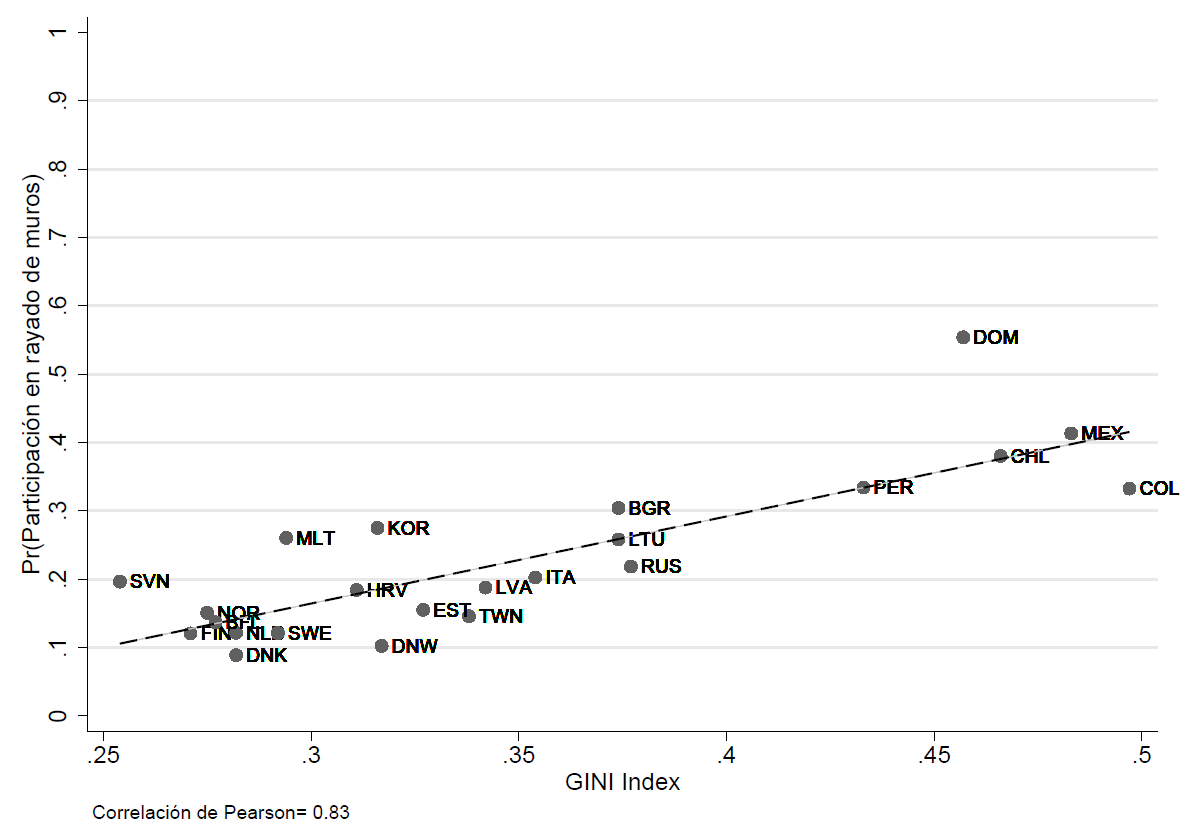 1
.9
.8
.7
.6
.5
.4
.3
.2
.1
0
Pr(Participación en rayado de muros)
DOM
MEX
CHL
COL
PER
BGR
KOR
MLT
LTU
RUS
SVN
ITA
HRV
LVA
NOR
EST
TWN
FIN
SWE
DNW
DNK
.25
.3
.35
.4
.45
.5
GINI Index
Correlación de Pearson= 0.83